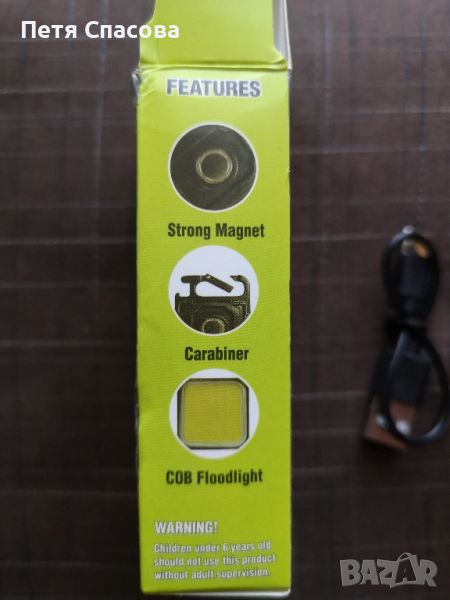 Петя Спасова
FEATURES
Strong Magnet
Carabiner
COB Floodlight
WARNING!
Children under 6 years old
should not use this product
without adult supervision.
BAZAR